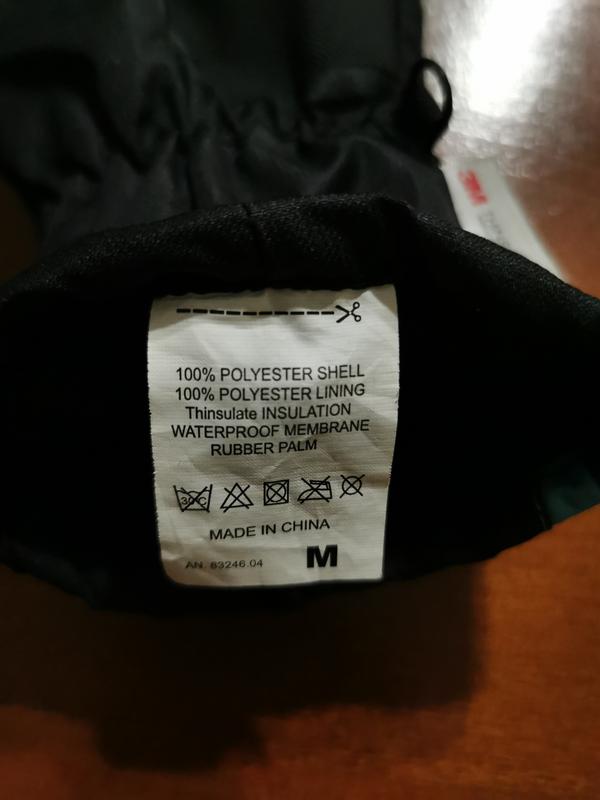 3M
100% POLYESTER SHELL
100% POLYESTER LINING
Thinsulate INSULATION
WATERPROOF MEMBRANE
RUBBER PALM
30°C
MADE IN CHINA
AN. 83246.04 M